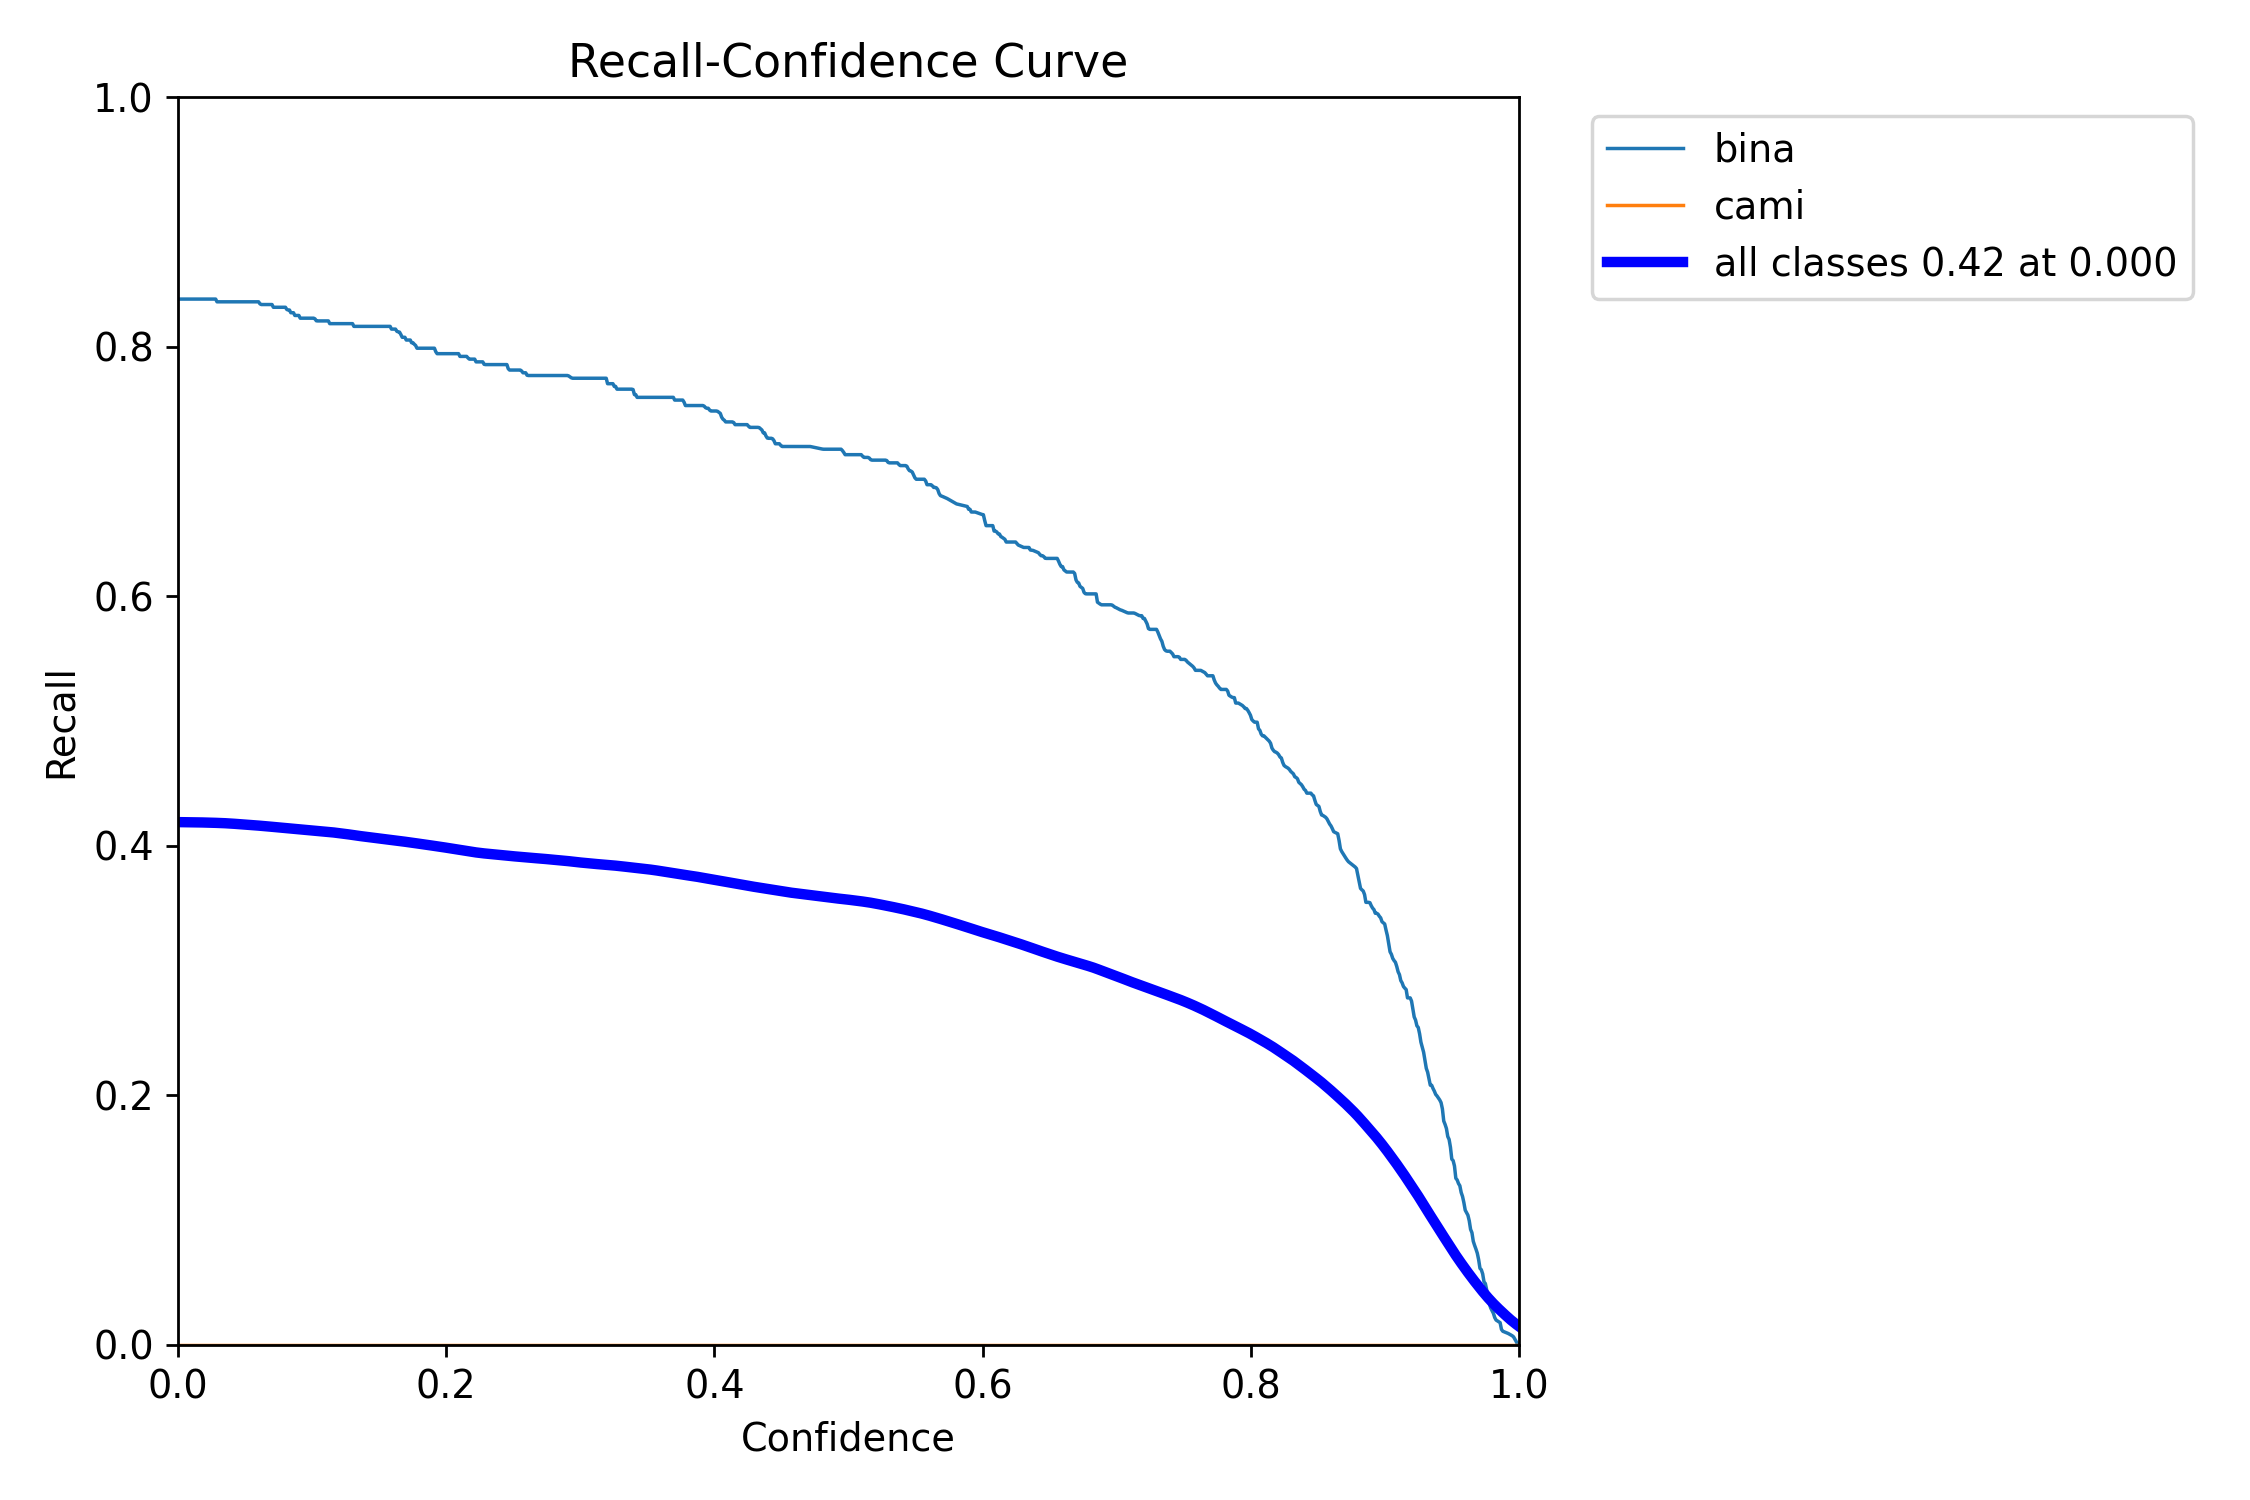 Recall-Confidence Curve
1.0
0.8
0.6
0.4
0.2
0.0
Recall
0.0 0.2 0.4 0.6 0.8 1.0
Confidence
bina
cami
all classes 0.42 at 0.000